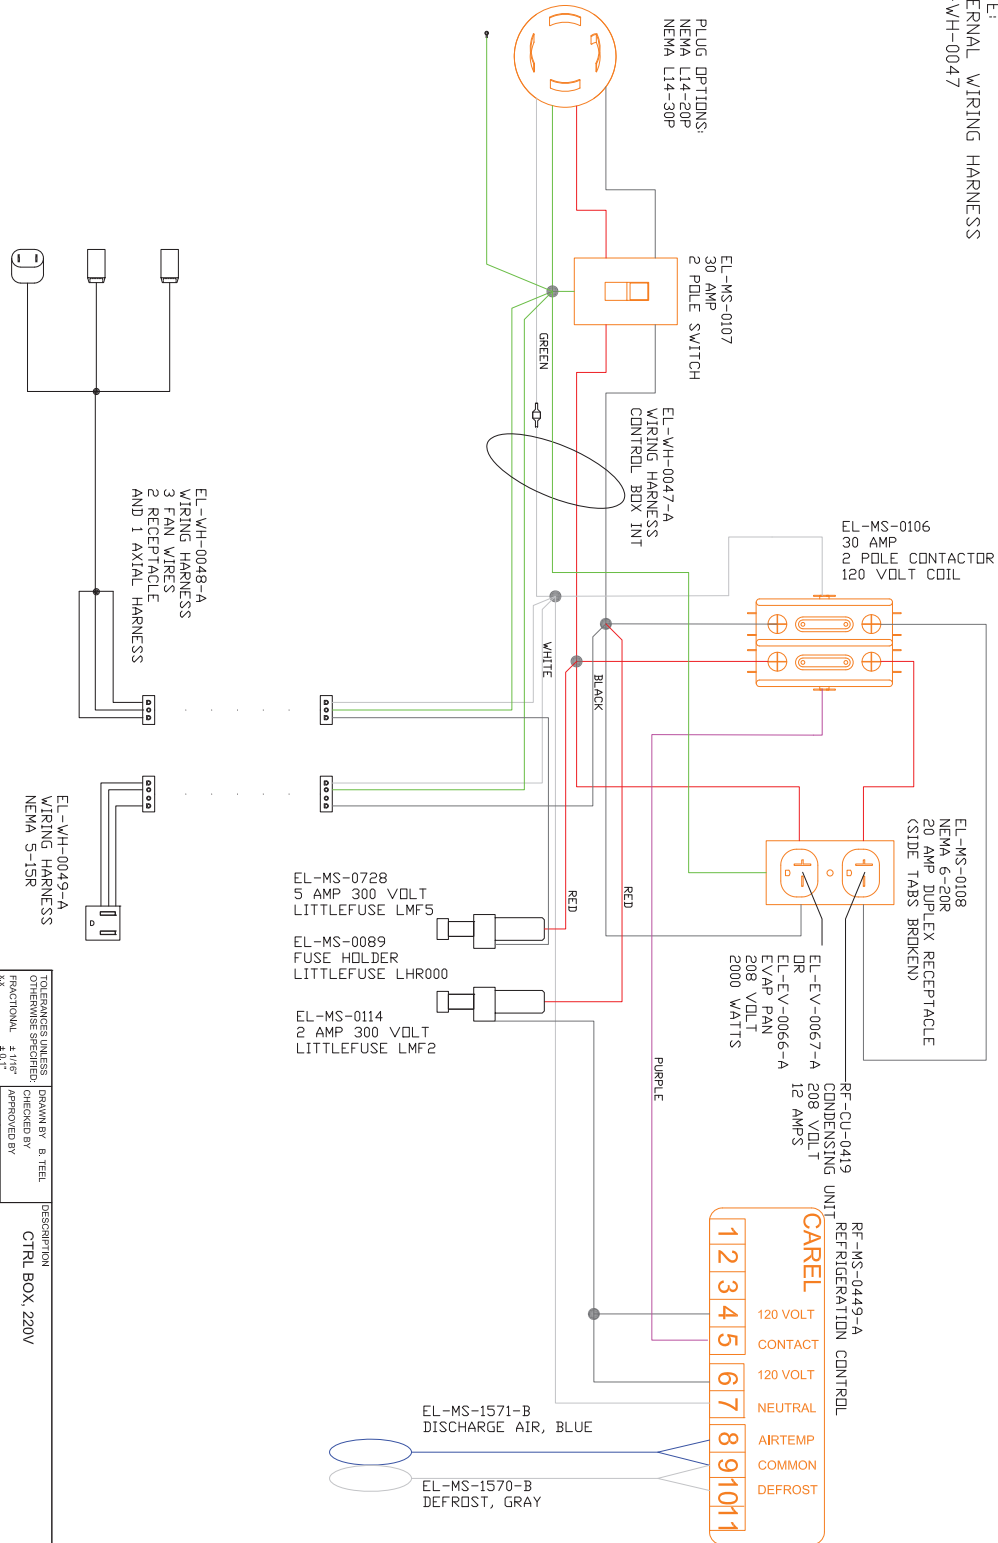 E:
ERNAL WIRING HARNESS
-WH-0047
PLUG OPTIONS:
NEMA L14-20P
NEMA L14-30P
EL-MS-0107
30 AMP
2 POLE SWITCH
GREEN
EL-WH-0047-A
WIRING HARNESS
CONTROL BOX INT
EL-MS-0106
30 AMP
2 POLE CONTACTOR
120 VOLT COIL
EL-WH-0048-A
WIRING HARNESS
3 FAN WIRES
2 RECEPTACLE
AND 1 AXIAL HARNESS
WHITE
BLACK
EL-WH-0049-A
WIRING HARNESS
NEMA 5-15R
EL-MS-0108
NEMA 6-20R
20 AMP DUPLEX RECEPTACLE
(SIDE TABS BROKEN)
EL-MS-0728
5 AMP 300 VOLT
LITTLEFUSE LMF5
EL-MS-0089
FUSE HOLDER
LITTLEFUSE LHR000
EL-MS-0114
2 AMP 300 VOLT
LITTLEFUSE LMF2
RED
RED
EL-EV-0067-A
OR
EL-EV-0066-A
EVAP PAN
208 VOLT
2000 WATTS
RF-CU-0419
CONDENSING UNIT
208 VOLT
12 AMPS
PURPLE
RF-MS-0449-A
REFRIGERATION CONTROL
CAREL
1
2
3
4 120 VOLT
5 CONTACT
6 120 VOLT
7 NEUTRAL
8 AIRTEMP
9 COMMON
10 DEFROST
11
EL-MS-1571-B
DISCHARGE AIR, BLUE
EL-MS-1570-B
DEFROST, GRAY
TOLERANCES UNLESS
OTHERWISE SPECIFIED:
FRACTIONAL ± 1/16"
X.X ± 0.1"
DRAWN BY B. TEEL
CHECKED BY
APPROVED BY
DESCRIPTION
CTRL BOX, 220V